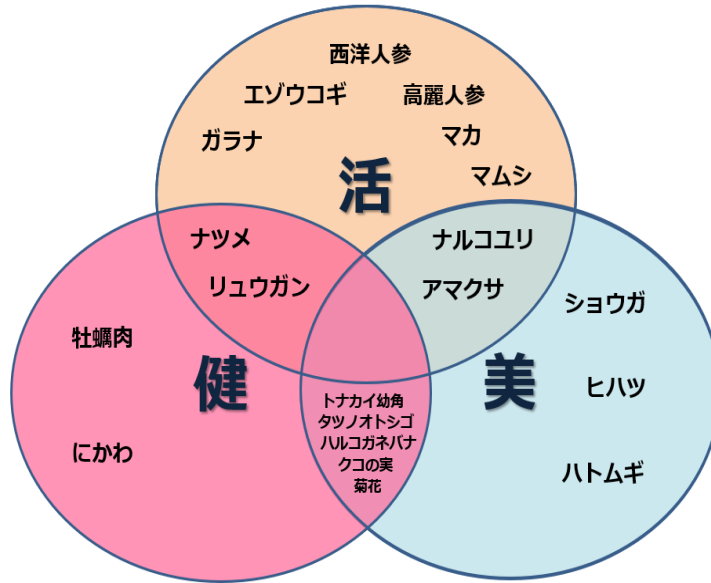 西洋人参
エゾウコギ
高麗人参
ガラナ
マカ
マムシ
活
ナツメ
リュウガン
ナルコユリ
アマクサ
牡蠣肉
にかわ
健
美
ショウガ
ヒハツ
ハトムギ
トナカイ幼角
タツノオトシゴ
ハルコガネバナ
クコの実
菊花